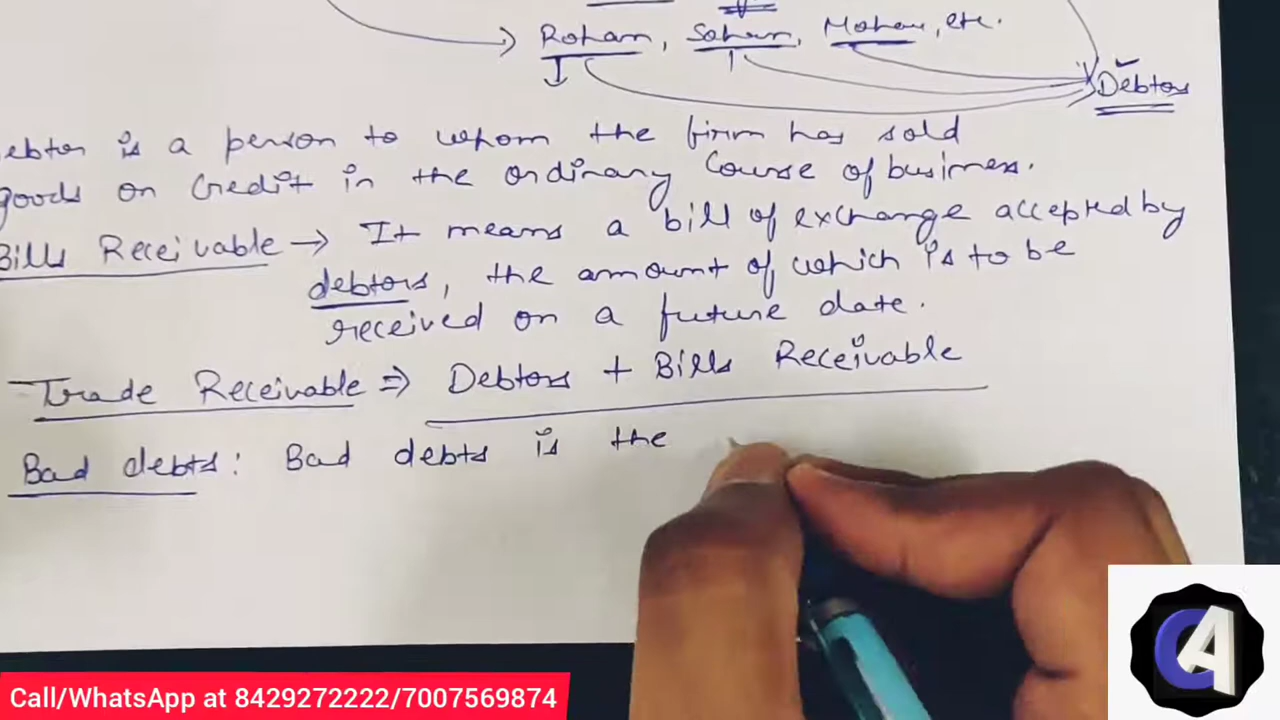 Rohan, Sohan, Mohan, etc.
Debtors
ebtor is a person to whom the firm has sold
goods on credit in the ordinary course of business.
Bills Receivable → It means a bill of exchange accepted by
debtors, the amount of which is to be
received on a future date.
Trade Receivable ⇒ Debtors + Bills Receivable
Bad debts: Bad debts is the
CA
Call/WhatsApp at 8429272222/7007569874